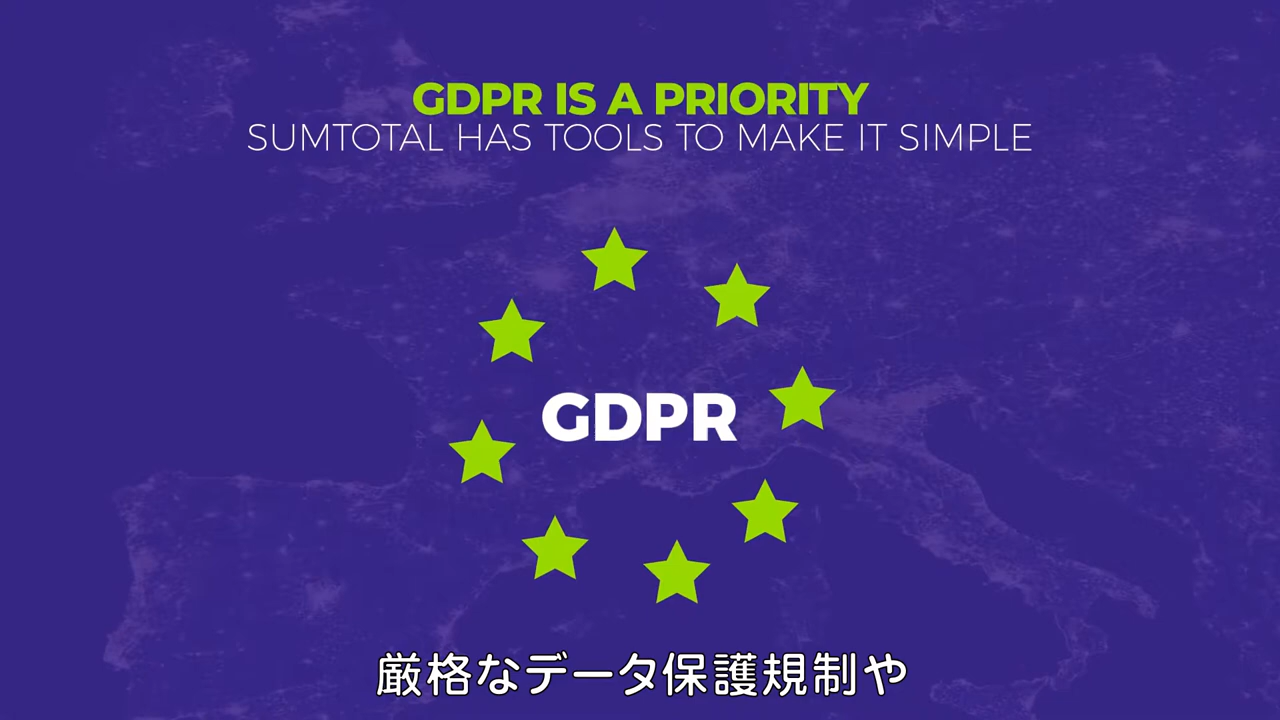 GDPR IS A PRIORITY
SUMTOTAL HAS TOOLS TO MAKE IT SIMPLE
GDPR
厳格なデータ保護規制や